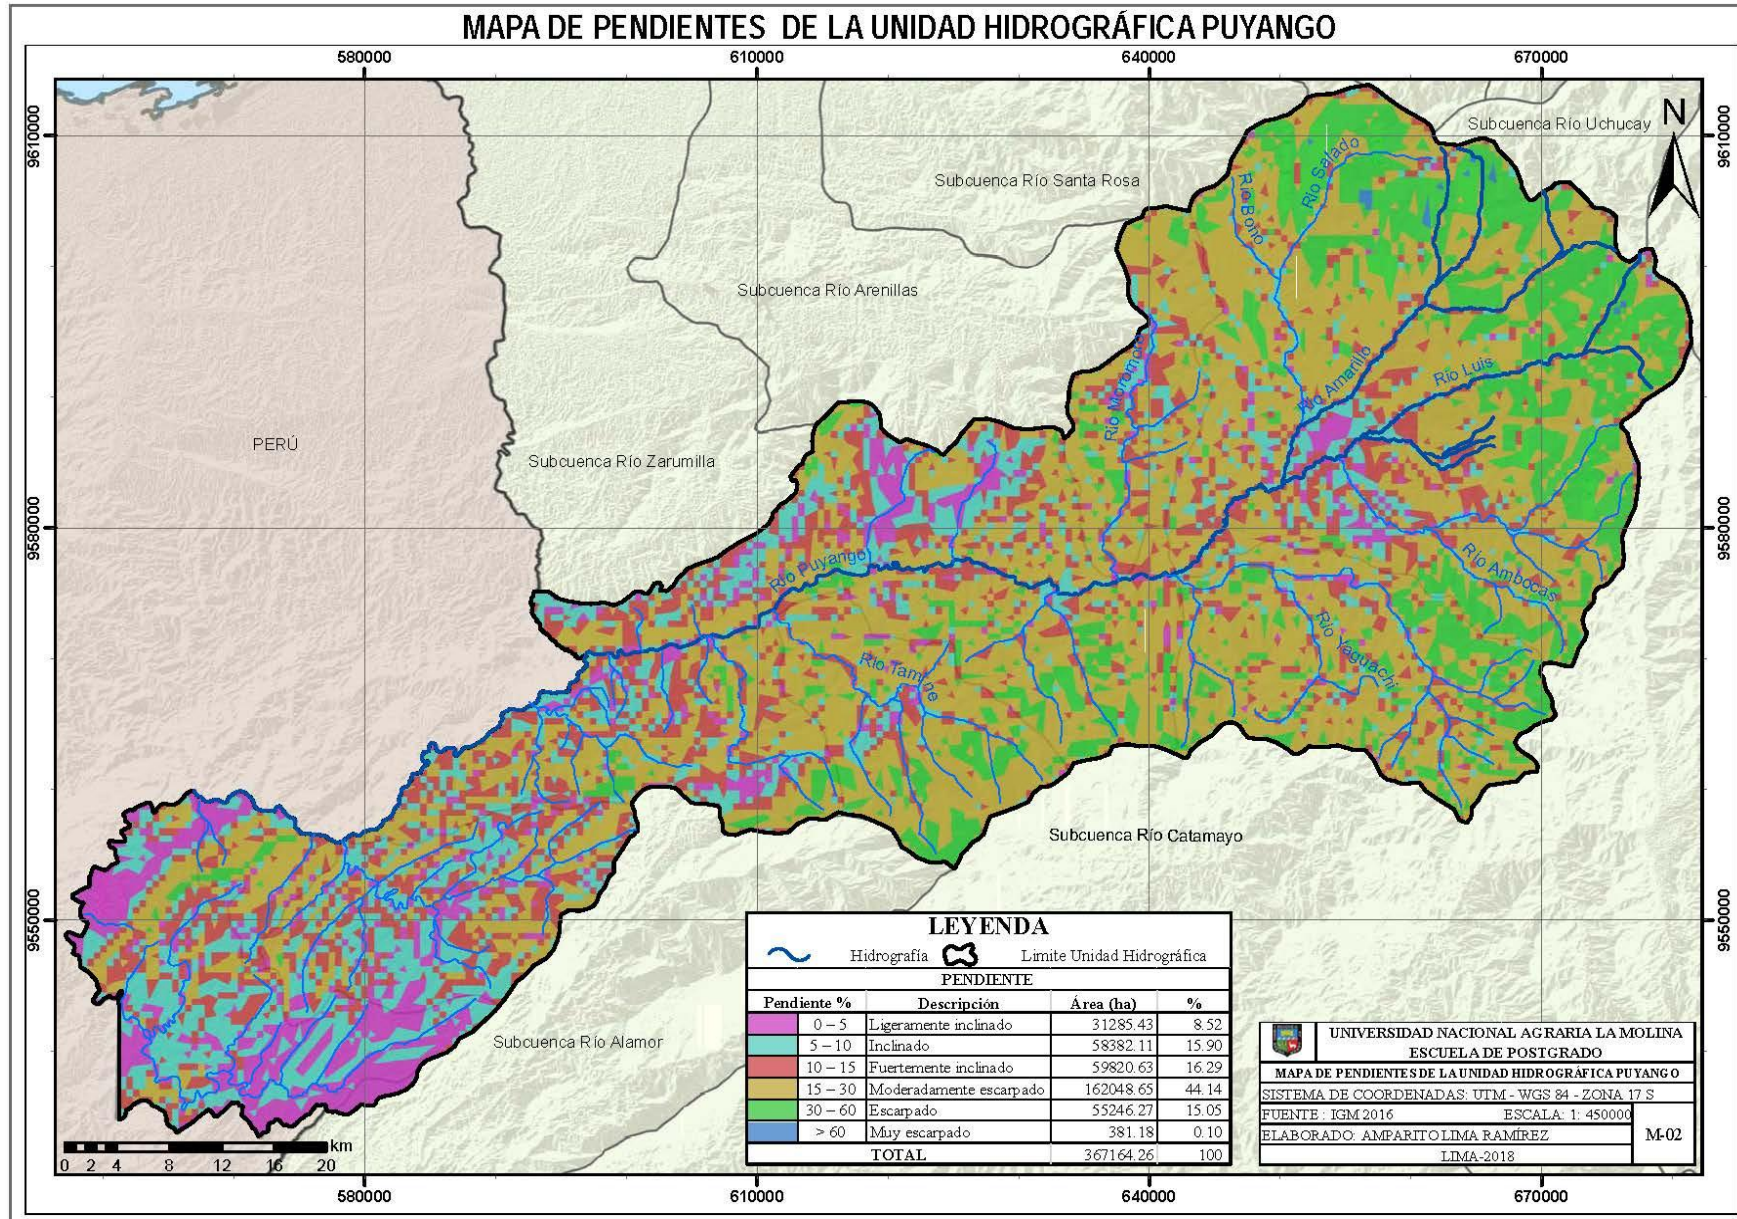 MAPA DE PENDIENTES DE LA UNIDAD HIDROGRÁFICA PUYANGO
580000 610000 640000 670000
9610000 9610000
N
Subcuenca Río Uchucay
Río Salado
Subcuenca Río Santa Rosa
Río Bono
Subcuenca Río Arenillas
Río Moromoro
Río Amarillo
Río Luis
PERÚ
Subcuenca Río Zarumilla
9580000 9580000
Río Puyango
Río Ambocas
Río Yaguachi
Subcuenca Río Catamayo
9550000 9550000
Subcuenca Río Alamor
LEYENDA
Hidrografía Limite Unidad Hidrográfica
PENDIENTE
Pendiente % Descripción Área (ha) %
0 – 5 Ligeramente inclinado 31285.43 8.52
5 – 10 Inclinado 58382.11 15.90
10 – 15 Fuertemente inclinado 59820.63 16.29
15 – 30 Moderadamente escarpado 162048.65 44.14
30 – 60 Escarpado 55246.27 15.05
> 60 Muy escarpado 381.18 0.10
TOTAL 367164.26 100
UNIVERSIDAD NACIONAL AGRARIA LA MOLINA
ESCUELA DE POSTGRADO
MAPA DE PENDIENTES DE LA UNIDAD HIDROGRÁFICA PUYANGO
SISTEMA DE COORDENADAS: UTM - WGS 84 - ZONA 17 S
FUENTE : IGM 2016 ESCALA: 1: 450000
ELABORADO: AMPARITO LIMA RAMÍREZ M-02
LIMA-2018
km
0 2 4 8 12 16 20
580000 610000 640000 670000